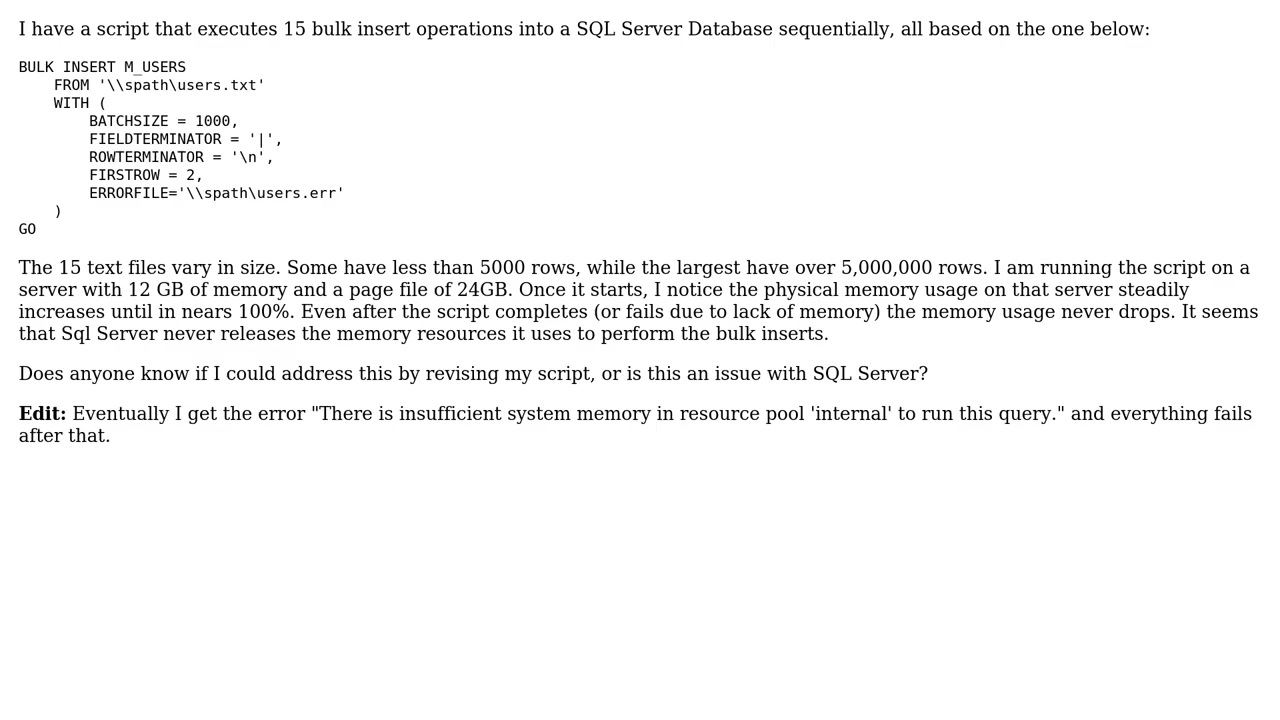 I have a script that executes 15 bulk insert operations into a SQL Server Database sequentially, all based on the one below:
BULK INSERT M_USERS
    FROM '\\spath\users.txt'
    WITH (
        BATCHSIZE = 1000,
        FIELDTERMINATOR = '|',
        ROWTERMINATOR = '\n',
        FIRSTROW = 2,
        ERRORFILE='\\spath\users.err'
    )
GO
The 15 text files vary in size. Some have less than 5000 rows, while the largest have over 5,000,000 rows. I am running the script on a
server with 12 GB of memory and a page file of 24GB. Once it starts, I notice the physical memory usage on that server steadily
increases until in nears 100%. Even after the script completes (or fails due to lack of memory) the memory usage never drops. It seems
that Sql Server never releases the memory resources it uses to perform the bulk inserts.
Does anyone know if I could address this by revising my script, or is this an issue with SQL Server?
Edit: Eventually I get the error "There is insufficient system memory in resource pool 'internal' to run this query." and everything fails
after that.